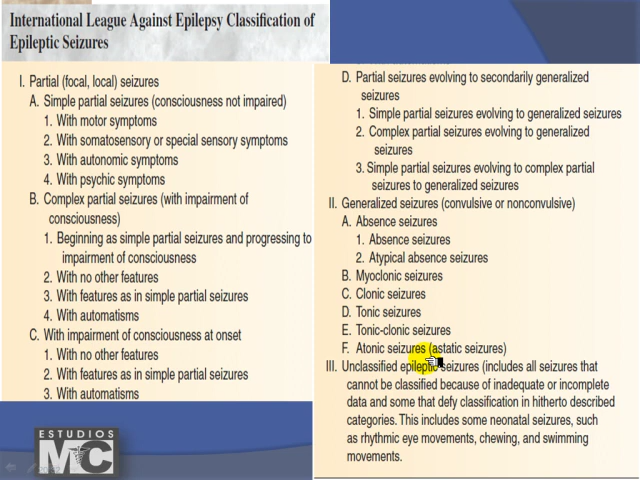 International League Against Epilepsy Classification of
Epileptic Seizures
I. Partial (focal, local) seizures
A. Simple partial seizures (consciousness not impaired)
1. With motor symptoms
2. With somatosensory or special sensory symptoms
3. With autonomic symptoms
4. With psychic symptoms
B. Complex partial seizures (with impairment of
consciousness)
1. Beginning as simple partial seizures and progressing to
impairment of consciousness
2. With no other features
3. With features as in simple partial seizures
4. With automatisms
C. With impairment of consciousness at onset
1. With no other features
2. With features as in simple partial seizures
3. With automatisms
D. Partial seizures evolving to secondarily generalized
seizures
1. Simple partial seizures evolving to generalized seizures
2. Complex partial seizures evolving to generalized
seizures
3. Simple partial seizures evolving to complex partial
seizures to generalized seizures
II. Generalized seizures (convulsive or nonconvulsive)
A. Absence seizures
1. Absence seizures
2. Atypical absence seizures
B. Myoclonic seizures
C. Clonic seizures
D. Tonic seizures
E. Tonic-clonic seizures
F. Atonic seizures (astatic seizures)
III. Unclassified epileptic seizures (includes all seizures that
cannot be classified because of inadequate or incomplete
data and some that defy classification in hitherto described
categories. This includes some neonatal seizures, such
as rhythmic eye movements, chewing, and swimming
movements.
ESTUDIOS
MC